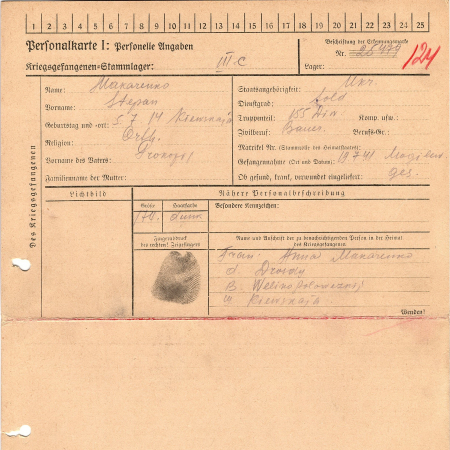 1 2 3 4 5 6 7 8 9 10 11 12 13 14 15 16 17 18 19 20 21 22 23 24 25
Personalkarte I: Personelle Angaben
Kriegsgefangenen-Stammlager: III C
Beschriftung der Erkennungsmarke
Nr. 124
Lager:
Des Kriegsgefangenen
Name: Makarenko
Vorname: Stepan
Geburtstag und -ort: 5.7.14 Kiewskaja
Religion: Orth.
Vorname des Vaters: Prokopi
Familienname der Mutter:
Staatsangehörigkeit: Ukr.
Dienstgrad: Sold
Truppenteil: 155 Komp. usw.:
Zivilberuf: Bauer Berufs-Gr.:
Matrikel Nr. (Stammrolle des Heimatstaates):
Gefangennahme (Ort und Datum): 19.7.41
Ob gesund, krank, verwundet eingeliefert: ges.
Lichtbild
Nähere Personalbeschreibung
Größe Haarfarbe
Besondere Kennzeichen:
Fingerabdruck
des rechten! Zeigefingers
Name und Anschrift der zu benachrichtigenden Person in der Heimat
des Kriegsgefangenen
Frau: Anna Makarenko
d.
B.
Kiewskaja
Wenden!